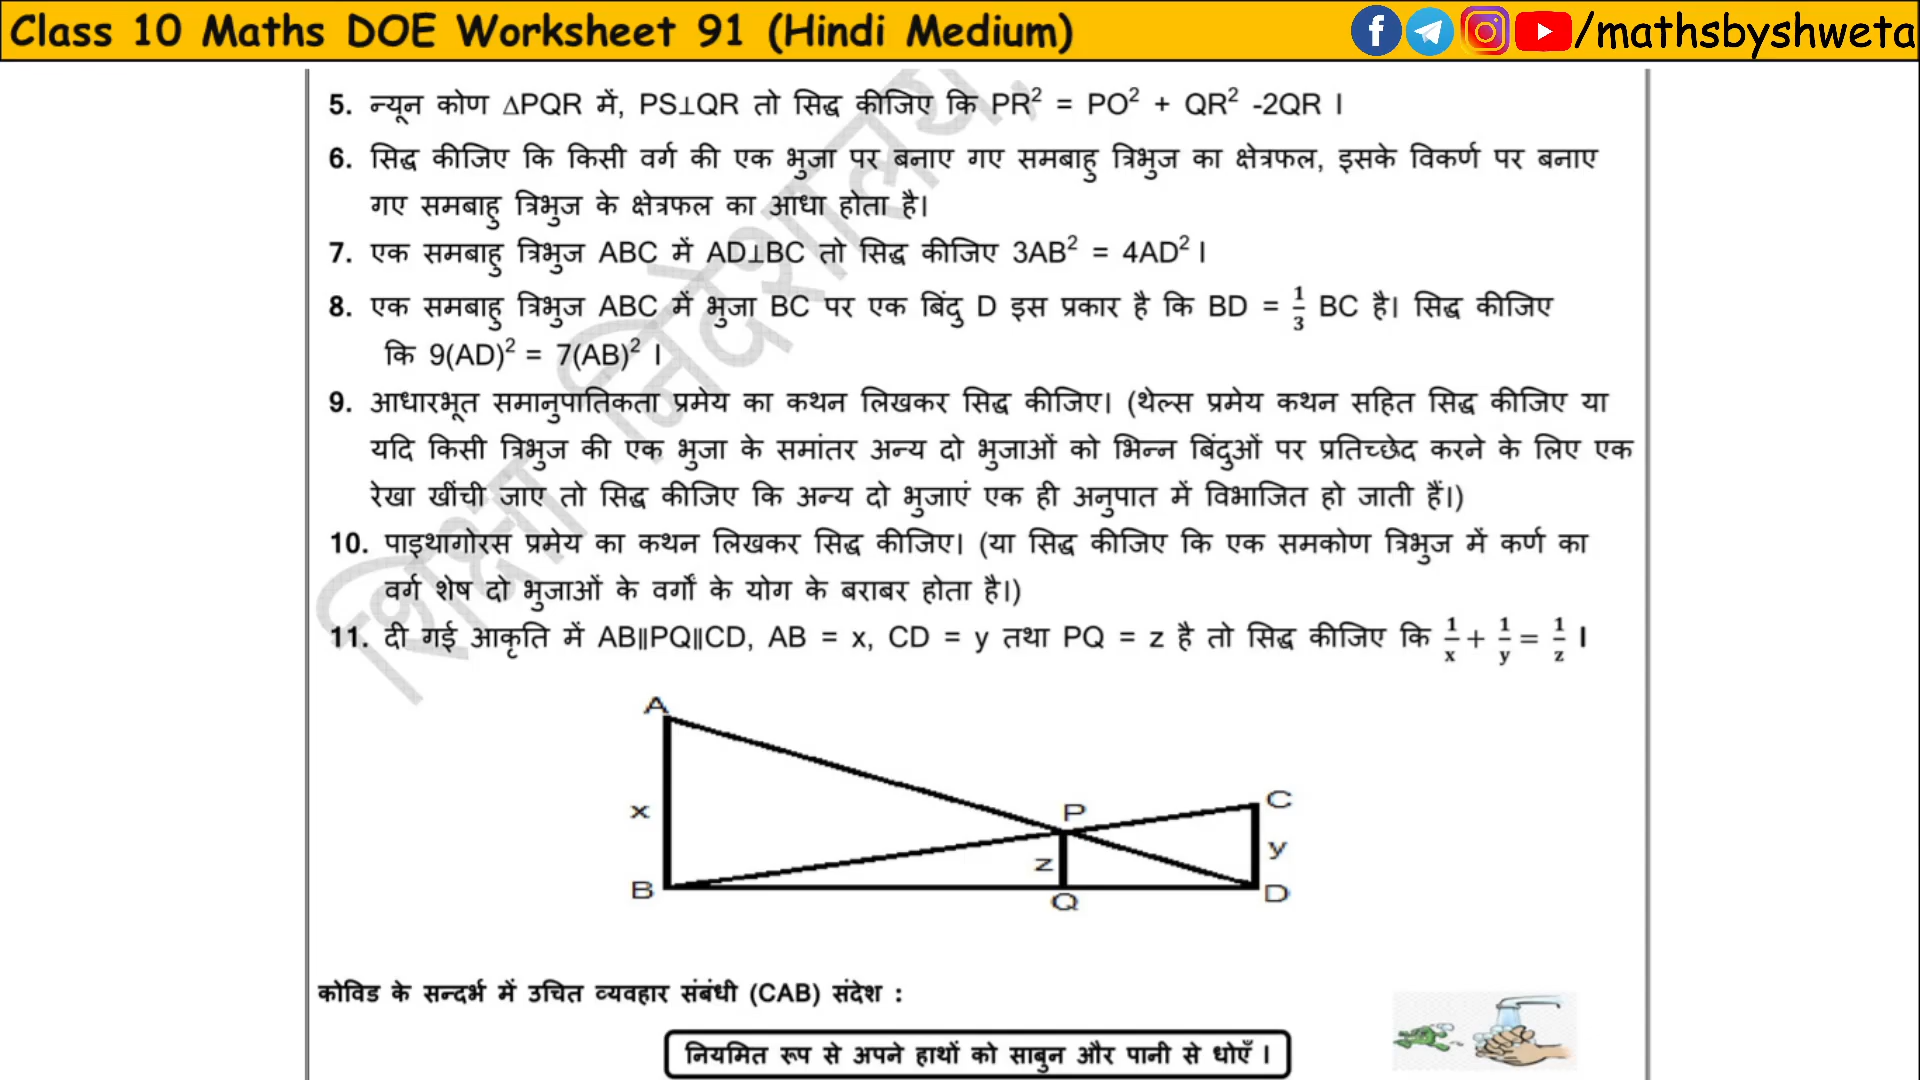 Class 10 Maths DOE Worksheet 91 (Hindi Medium)
/mathsbyshweta
5. न्यून कोण ∆PQR में, PS⊥QR तो सिद्ध कीजिए कि PR² = PO² + QR² -2QR ।
6. सिद्ध कीजिए कि किसी वर्ग की एक भुजा पर बनाए गए समबाहु त्रिभुज का क्षेत्रफल, इसके विकर्ण पर बनाए
गए समबाहु त्रिभुज के क्षेत्रफल का आधा होता है।
7. एक समबाहु त्रिभुज ABC में AD⊥BC तो सिद्ध कीजिए 3AB² = 4AD² ।
8. एक समबाहु त्रिभुज ABC में भुजा BC पर एक बिंदु D इस प्रकार है कि BD = 1/3 BC है। सिद्ध कीजिए
कि 9(AD)² = 7(AB)² ।
9. आधारभूत समानुपातिकता प्रमेय का कथन लिखकर सिद्ध कीजिए। (थेल्स प्रमेय कथन सहित सिद्ध कीजिए या
यदि किसी त्रिभुज की एक भुजा के समांतर अन्य दो भुजाओं को भिन्न बिंदुओं पर प्रतिच्छेद करने के लिए एक
रेखा खींची जाए तो सिद्ध कीजिए कि अन्य दो भुजाएं एक ही अनुपात में विभाजित हो जाती हैं।)
10. पाइथागोरस प्रमेय का कथन लिखकर सिद्ध कीजिए। (या सिद्ध कीजिए कि एक समकोण त्रिभुज में कर्ण का
वर्ग शेष दो भुजाओं के वर्गों के योग के बराबर होता है।)
11. दी गई आकृति में AB∥PQ∥CD, AB = x, CD = y तथा PQ = z है तो सिद्ध कीजिए कि 1/x + 1/y = 1/z ।
A
P
C
x
y
z
B
Q
D
कोविड के सन्दर्भ में उचित व्यवहार संबंधी (CAB) संदेश :
नियमित रूप से अपने हाथों को साबुन और पानी से धोएँ ।
शिक्षा निदेशालय,